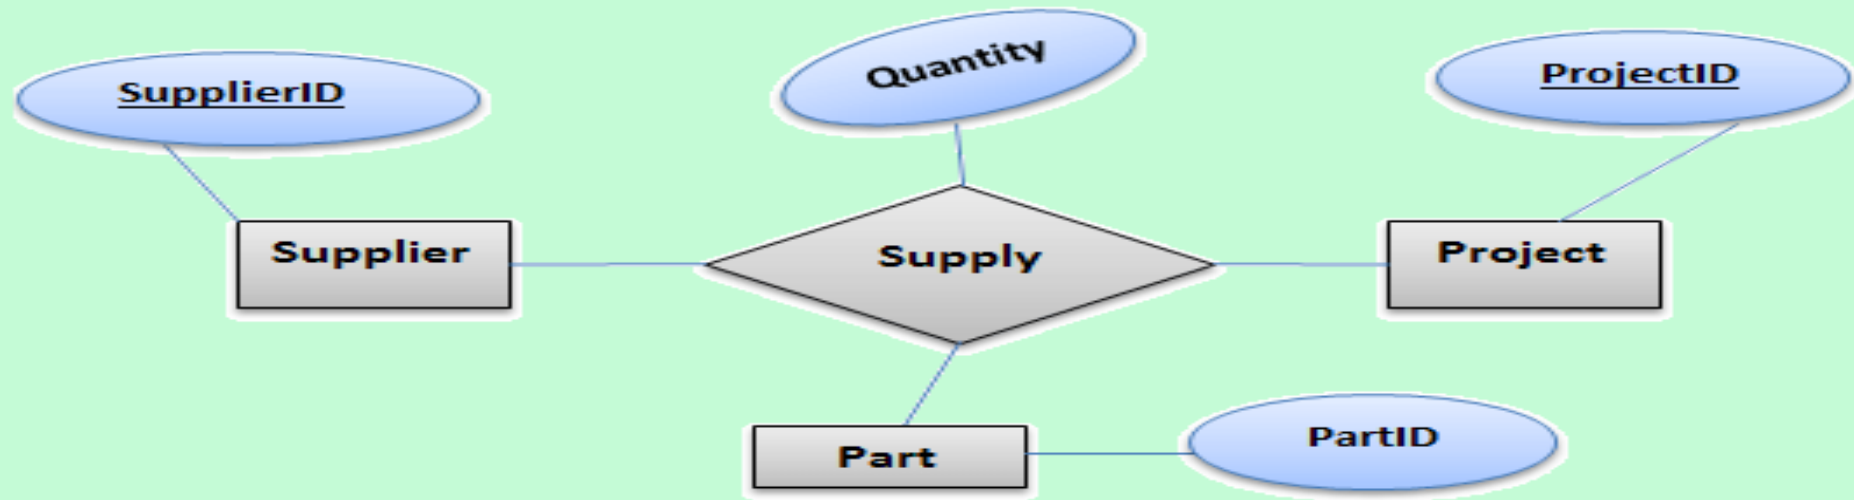 Quantity
SupplierID
ProjectID
Supplier
Supply
Project
Part
PartID